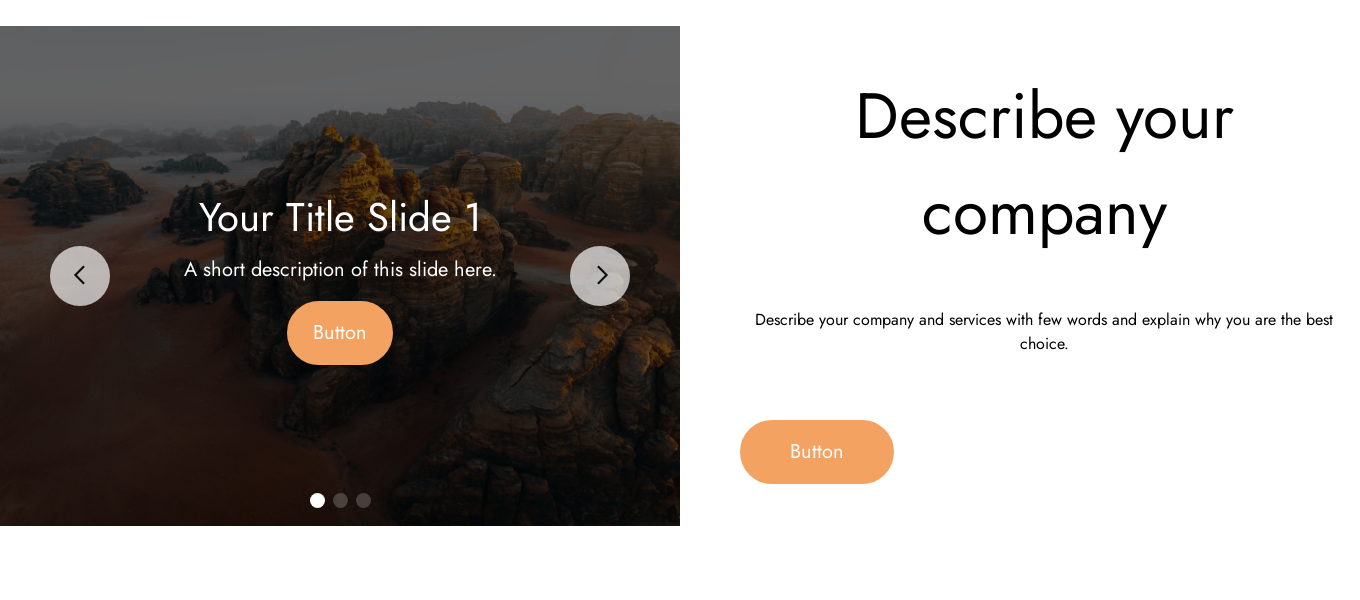 Your Title Slide 1
A short description of this slide here.
Button
Describe your
company
Describe your company and services with few words and explain why you are the best
choice.
Button